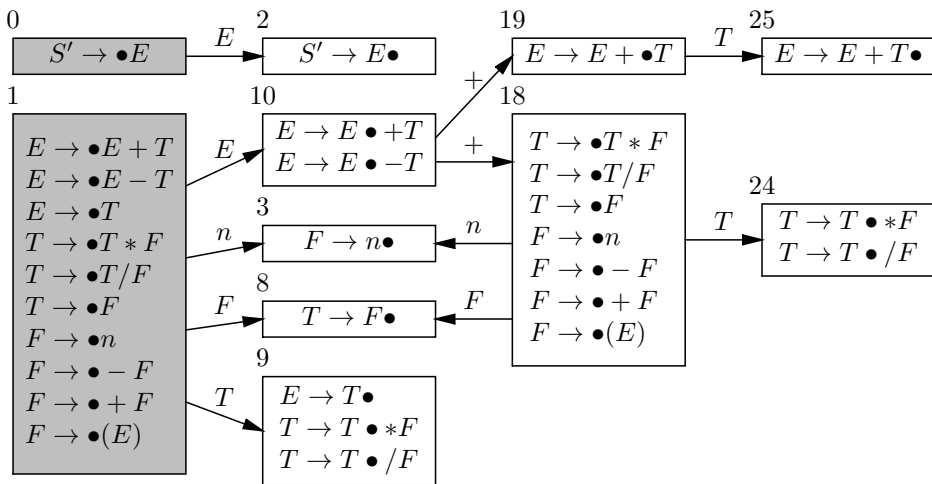 0
S′ → ●E
E
2
S′ → E●
19
E → E + ●T
T
25
E → E + T●
1
E → ●E + T
E → ●E − T
E → ●T
T → ●T ∗ F
T → ●T/F
T → ●F
F → ●n
F → ● − F
F → ● + F
F → ●(E)
E
10
E → E ● +T
E → E ● −T
+
+
n
3
F → n●
n
F
8
T → F●
F
T
9
E → T●
T → T ● ∗F
T → T ● /F
18
T → ●T ∗ F
T → ●T/F
T → ●F
F → ●n
F → ● − F
F → ● + F
F → ●(E)
T
24
T → T ● ∗F
T → T ● /F